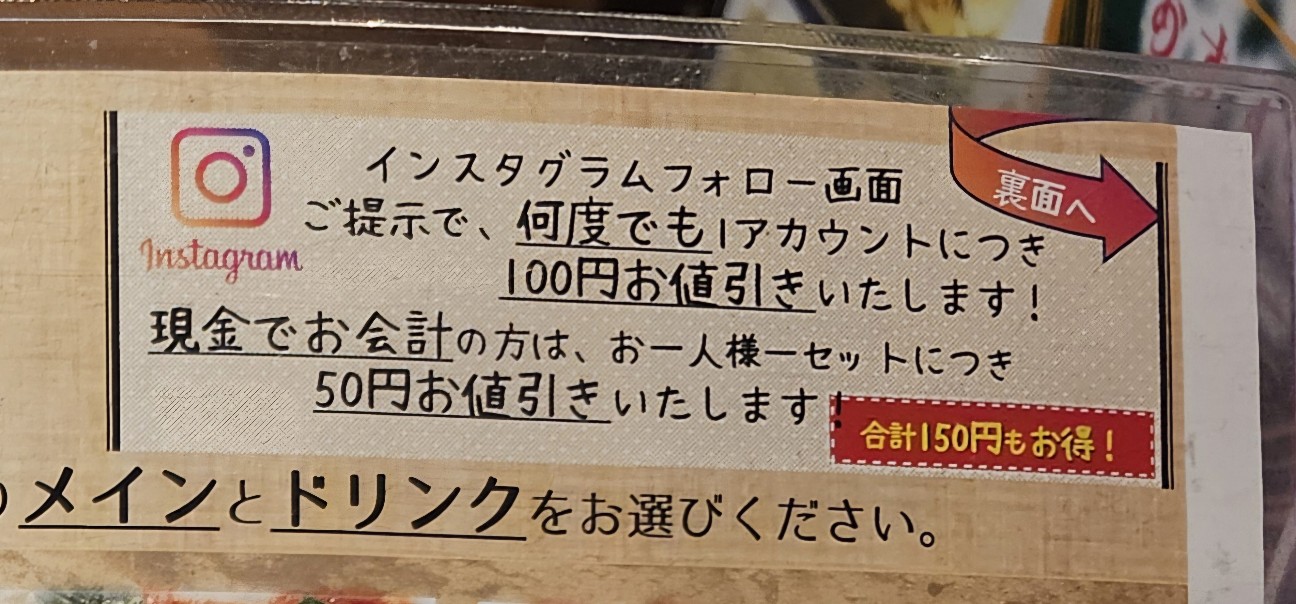 Instagram
インスタグラムフォロー画面
ご提示で、何度でも1アカウントにつき
100円お値引きいたします!
裏面へ
現金でお会計の方は、お一人様一セットにつき
50円お値引きいたします!
合計150円もお得!
メインとドリンクをお選びください。